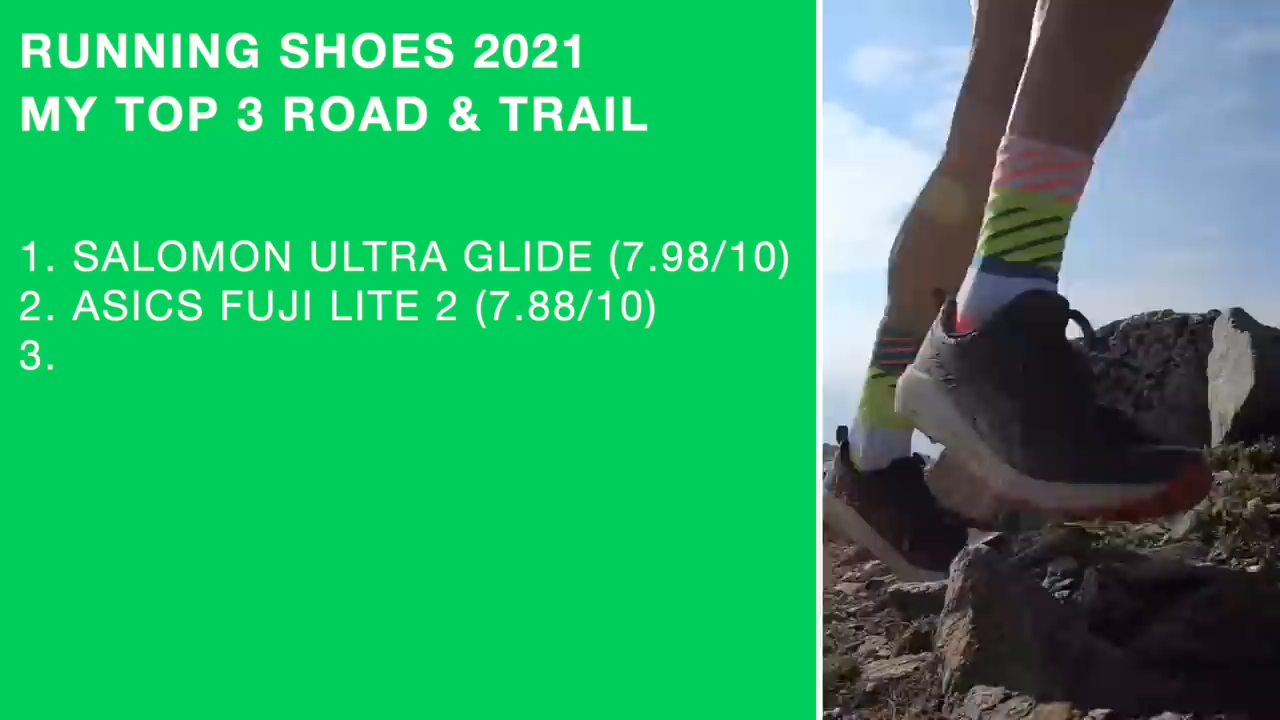 RUNNING SHOES 2021
MY TOP 3 ROAD & TRAIL
1. SALOMON ULTRA GLIDE (7.98/10)
2. ASICS FUJI LITE 2 (7.88/10)
3.